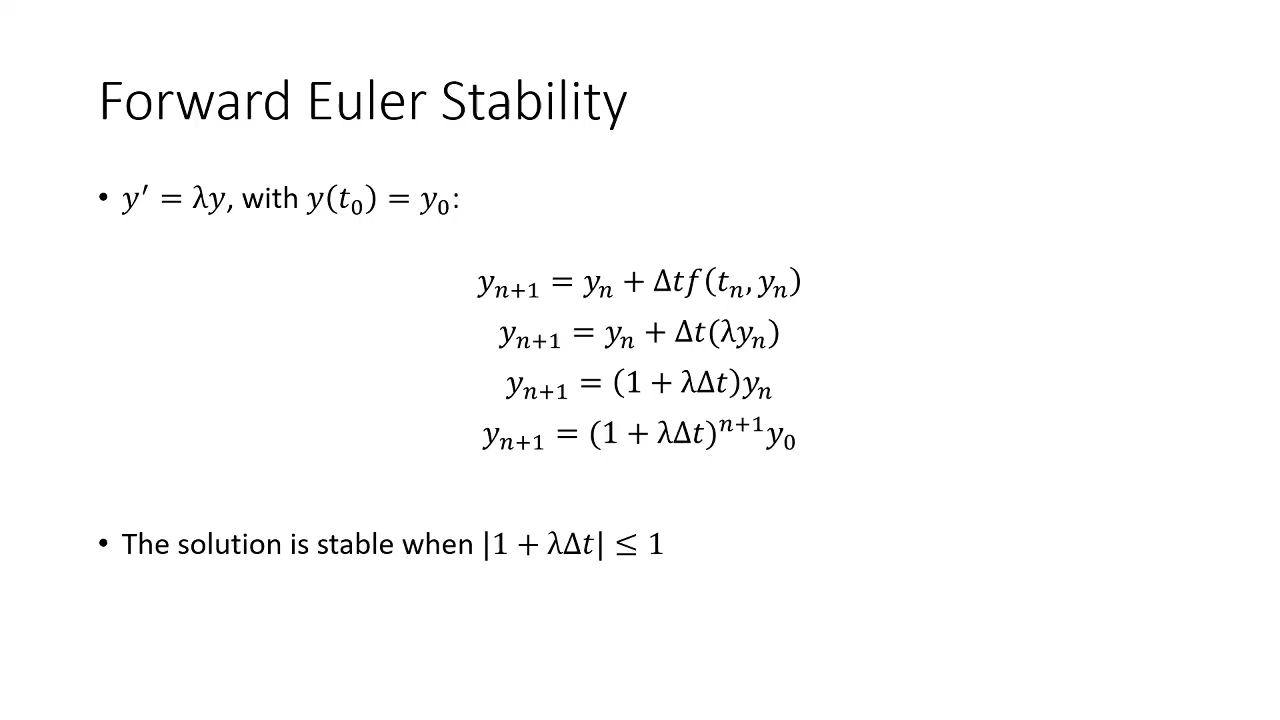 Forward Euler Stability
• y′ = λy, with y(t₀) = y₀:
yₙ₊₁ = yₙ + Δtf(tₙ, yₙ)
yₙ₊₁ = yₙ + Δt(λyₙ)
yₙ₊₁ = (1 + λΔt)yₙ
yₙ₊₁ = (1 + λΔt)ⁿ⁺¹y₀
• The solution is stable when |1 + λΔt| ≤ 1